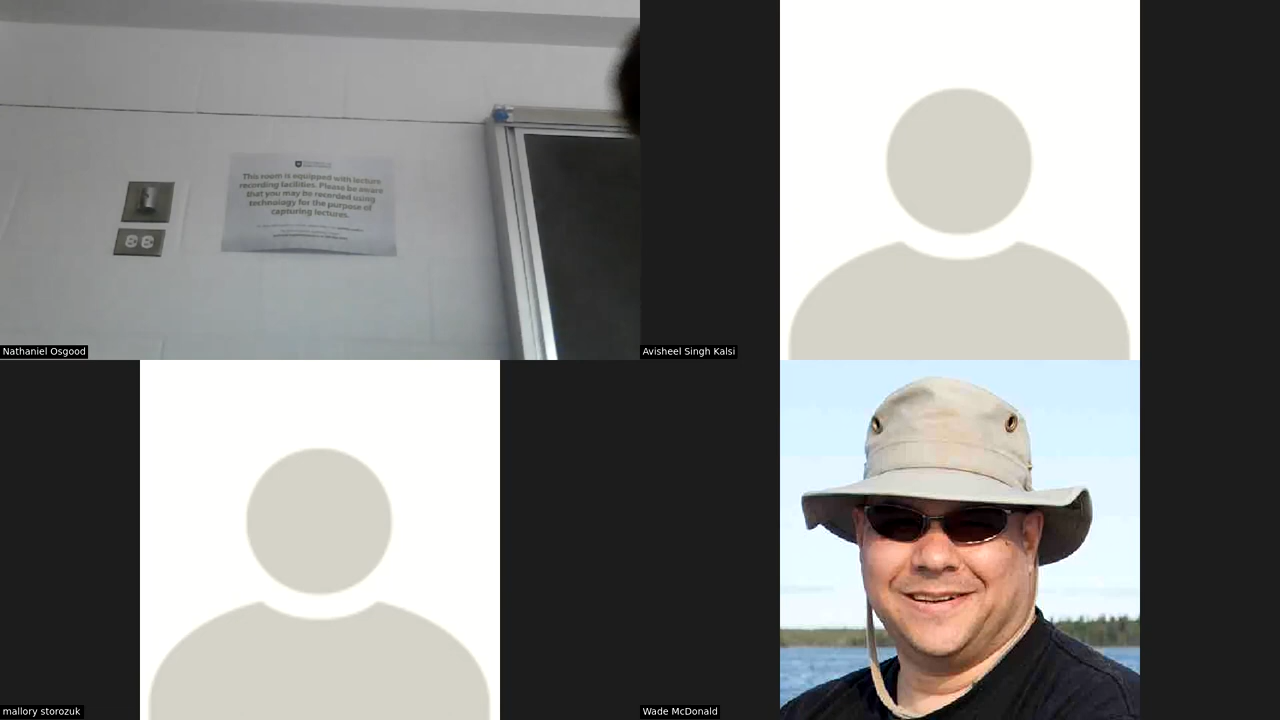 This room is equipped with lecture
recording facilities. Please be aware
that you may be recorded using
technology for the purpose of
capturing lectures.
Nathaniel Osgood
Avisheel Singh Kalsi
mallory storozuk
Wade McDonald